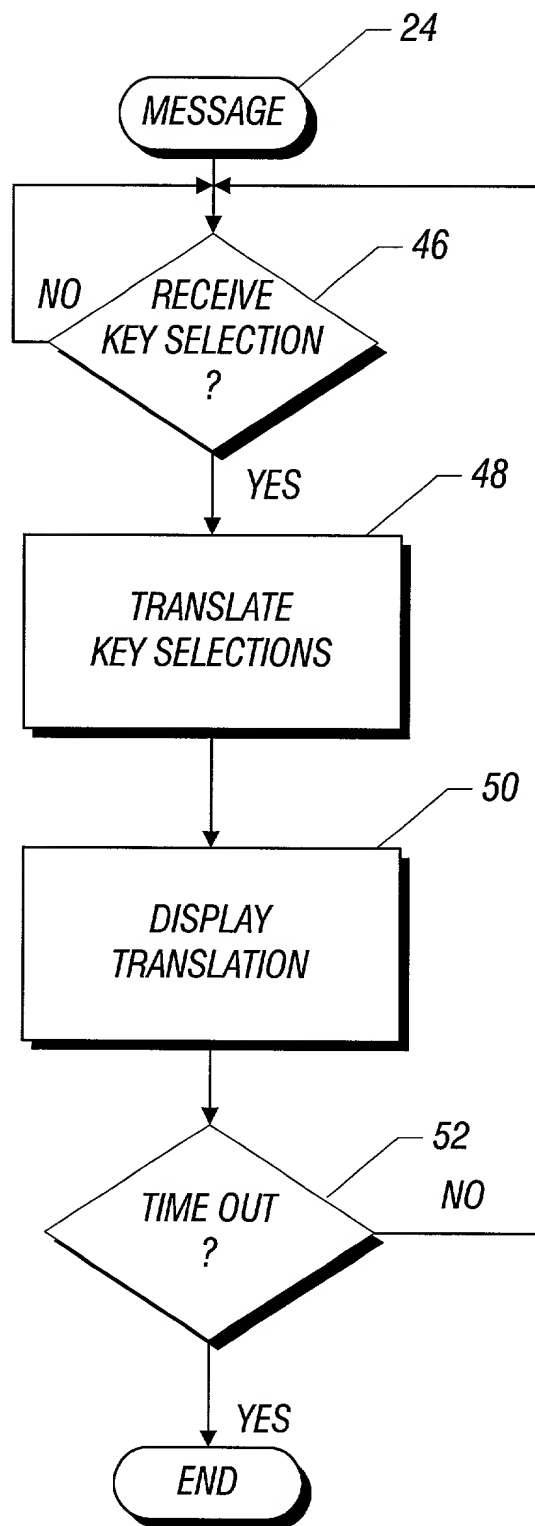 24
MESSAGE
46
NO
RECEIVE
KEY SELECTION
?
YES
48
TRANSLATE
KEY SELECTIONS
50
DISPLAY
TRANSLATION
52
NO
TIME OUT
?
YES
END